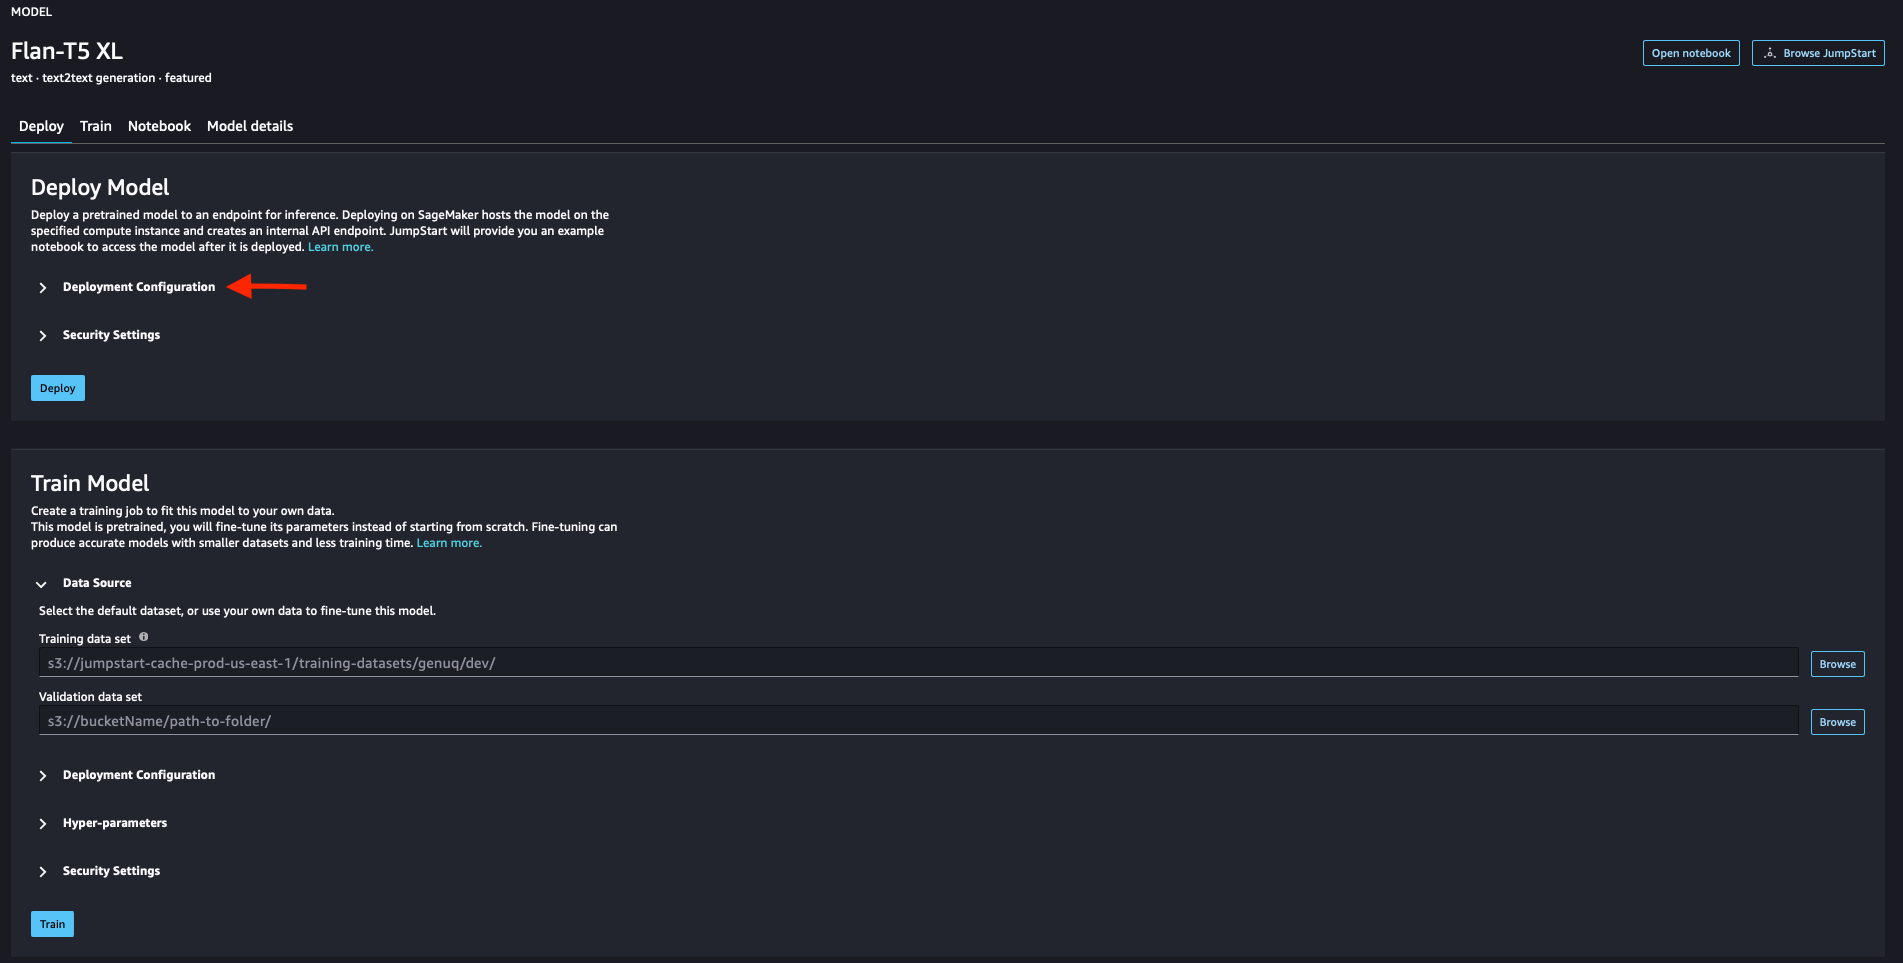 MODEL
Flan-T5 XL
Open notebook
Browse JumpStart
text · text2text generation · featured
Deploy
Train
Notebook
Model details
Deploy Model
Deploy a pretrained model to an endpoint for inference. Deploying on SageMaker hosts the model on the
specified compute instance and creates an internal API endpoint. JumpStart will provide you an example
notebook to access the model after it is deployed. Learn more.
Deployment Configuration
Security Settings
Deploy
Train Model
Create a training job to fit this model to your own data.
This model is pretrained, you will fine-tune its parameters instead of starting from scratch. Fine-tuning can
produce accurate models with smaller datasets and less training time. Learn more.
Data Source
Select the default dataset, or use your own data to fine-tune this model.
Training data set
s3://jumpstart-cache-prod-us-east-1/training-datasets/genuq/dev/
Browse
Validation data set
s3://bucketName/path-to-folder/
Browse
Deployment Configuration
Hyper-parameters
Security Settings
Train